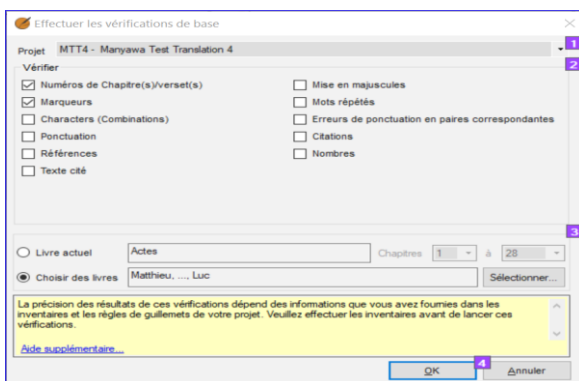 Effectuer les vérifications de base
Projet MTT4 - Manyawa Test Translation 4 1
Vérifier 2
Numéros de Chapitre(s)/verset(s) Mise en majuscules
Marqueurs Mots répétés
Characters (Combinations) Erreurs de ponctuation en paires correspondantes
Ponctuation Citations
Références Nombres
Texte cité
3
Livre actuel Actes Chapitres 1 à 28
Choisir des livres Matthieu, ..., Luc Sélectionner...
La précision des résultats de ces vérifications dépend des informations que vous avez fournies dans les
inventaires et les règles de guillemets de votre projet. Veuillez effectuer les inventaires avant de lancer ces
vérifications.
Aide supplémentaire...
OK 4 Annuler